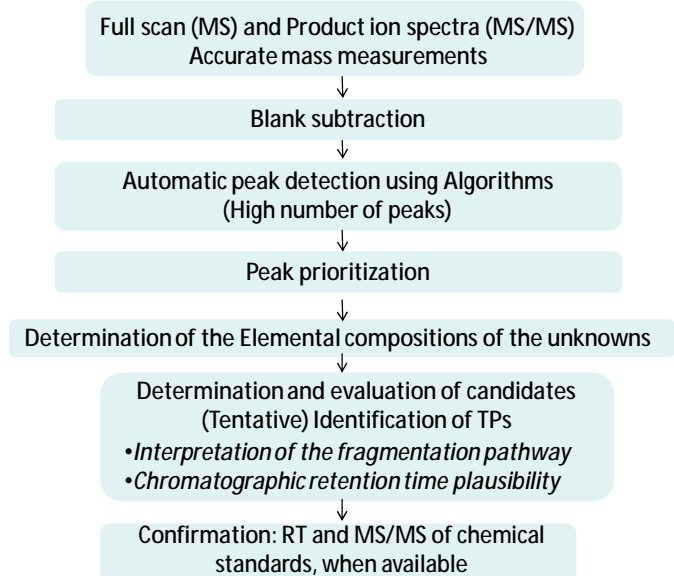 Full scan (MS) and Product ion spectra (MS/MS)
Accurate mass measurements
Blank subtraction
Automatic peak detection using Algorithms
(High number of peaks)
Peak prioritization
Determination of the Elemental compositions of the unknowns
Determination and evaluation of candidates
(Tentative) Identification of TPs
•Interpretation of the fragmentation pathway
•Chromatographic retention time plausibility
Confirmation: RT and MS/MS of chemical
standards, when available